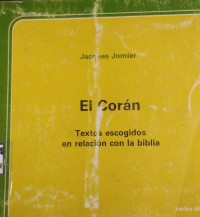 Jacques Jomier
El Corán
Textos escogidos
en relación con la biblia